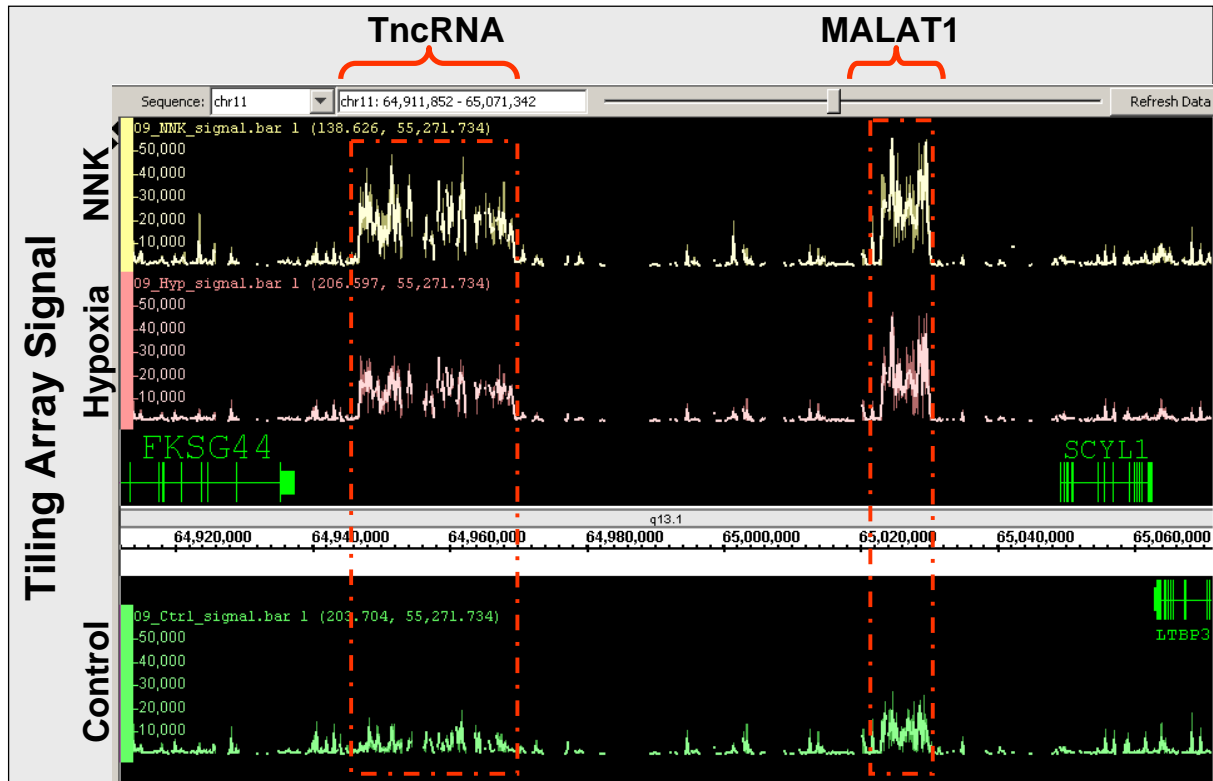 TncRNA MALAT1
Sequence: chr11 chr11: 64,911,852 - 65,071,342 Refresh Data
Tiling Array Signal
NNK
09_NNK_signal.bar 1 (138.626, 55,271.734)
50,000
40,000
30,000
20,000
10,000
Hypoxia
09_Hyp_signal.bar 1 (206.597, 55,271.734)
50,000
40,000
30,000
20,000
10,000
FKSG44 SCYL1
q13.1
64,920,000 64,940,000 64,960,000 64,980,000 65,000,000 65,020,000 65,040,000 65,060,000
Control
09_Ctrl_signal.bar 1 (203.704, 55,271.734)
50,000
40,000
30,000
20,000
10,000
LTBP3